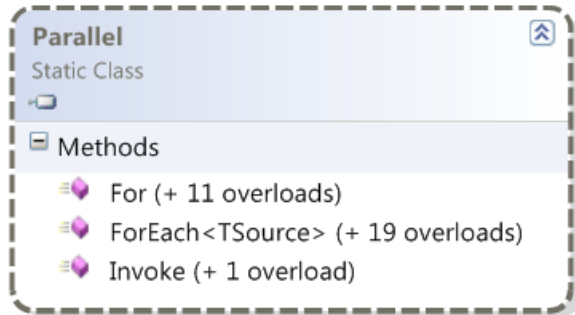 Parallel
Static Class
Methods
For (+ 11 overloads)
ForEach<TSource> (+ 19 overloads)
Invoke (+ 1 overload)